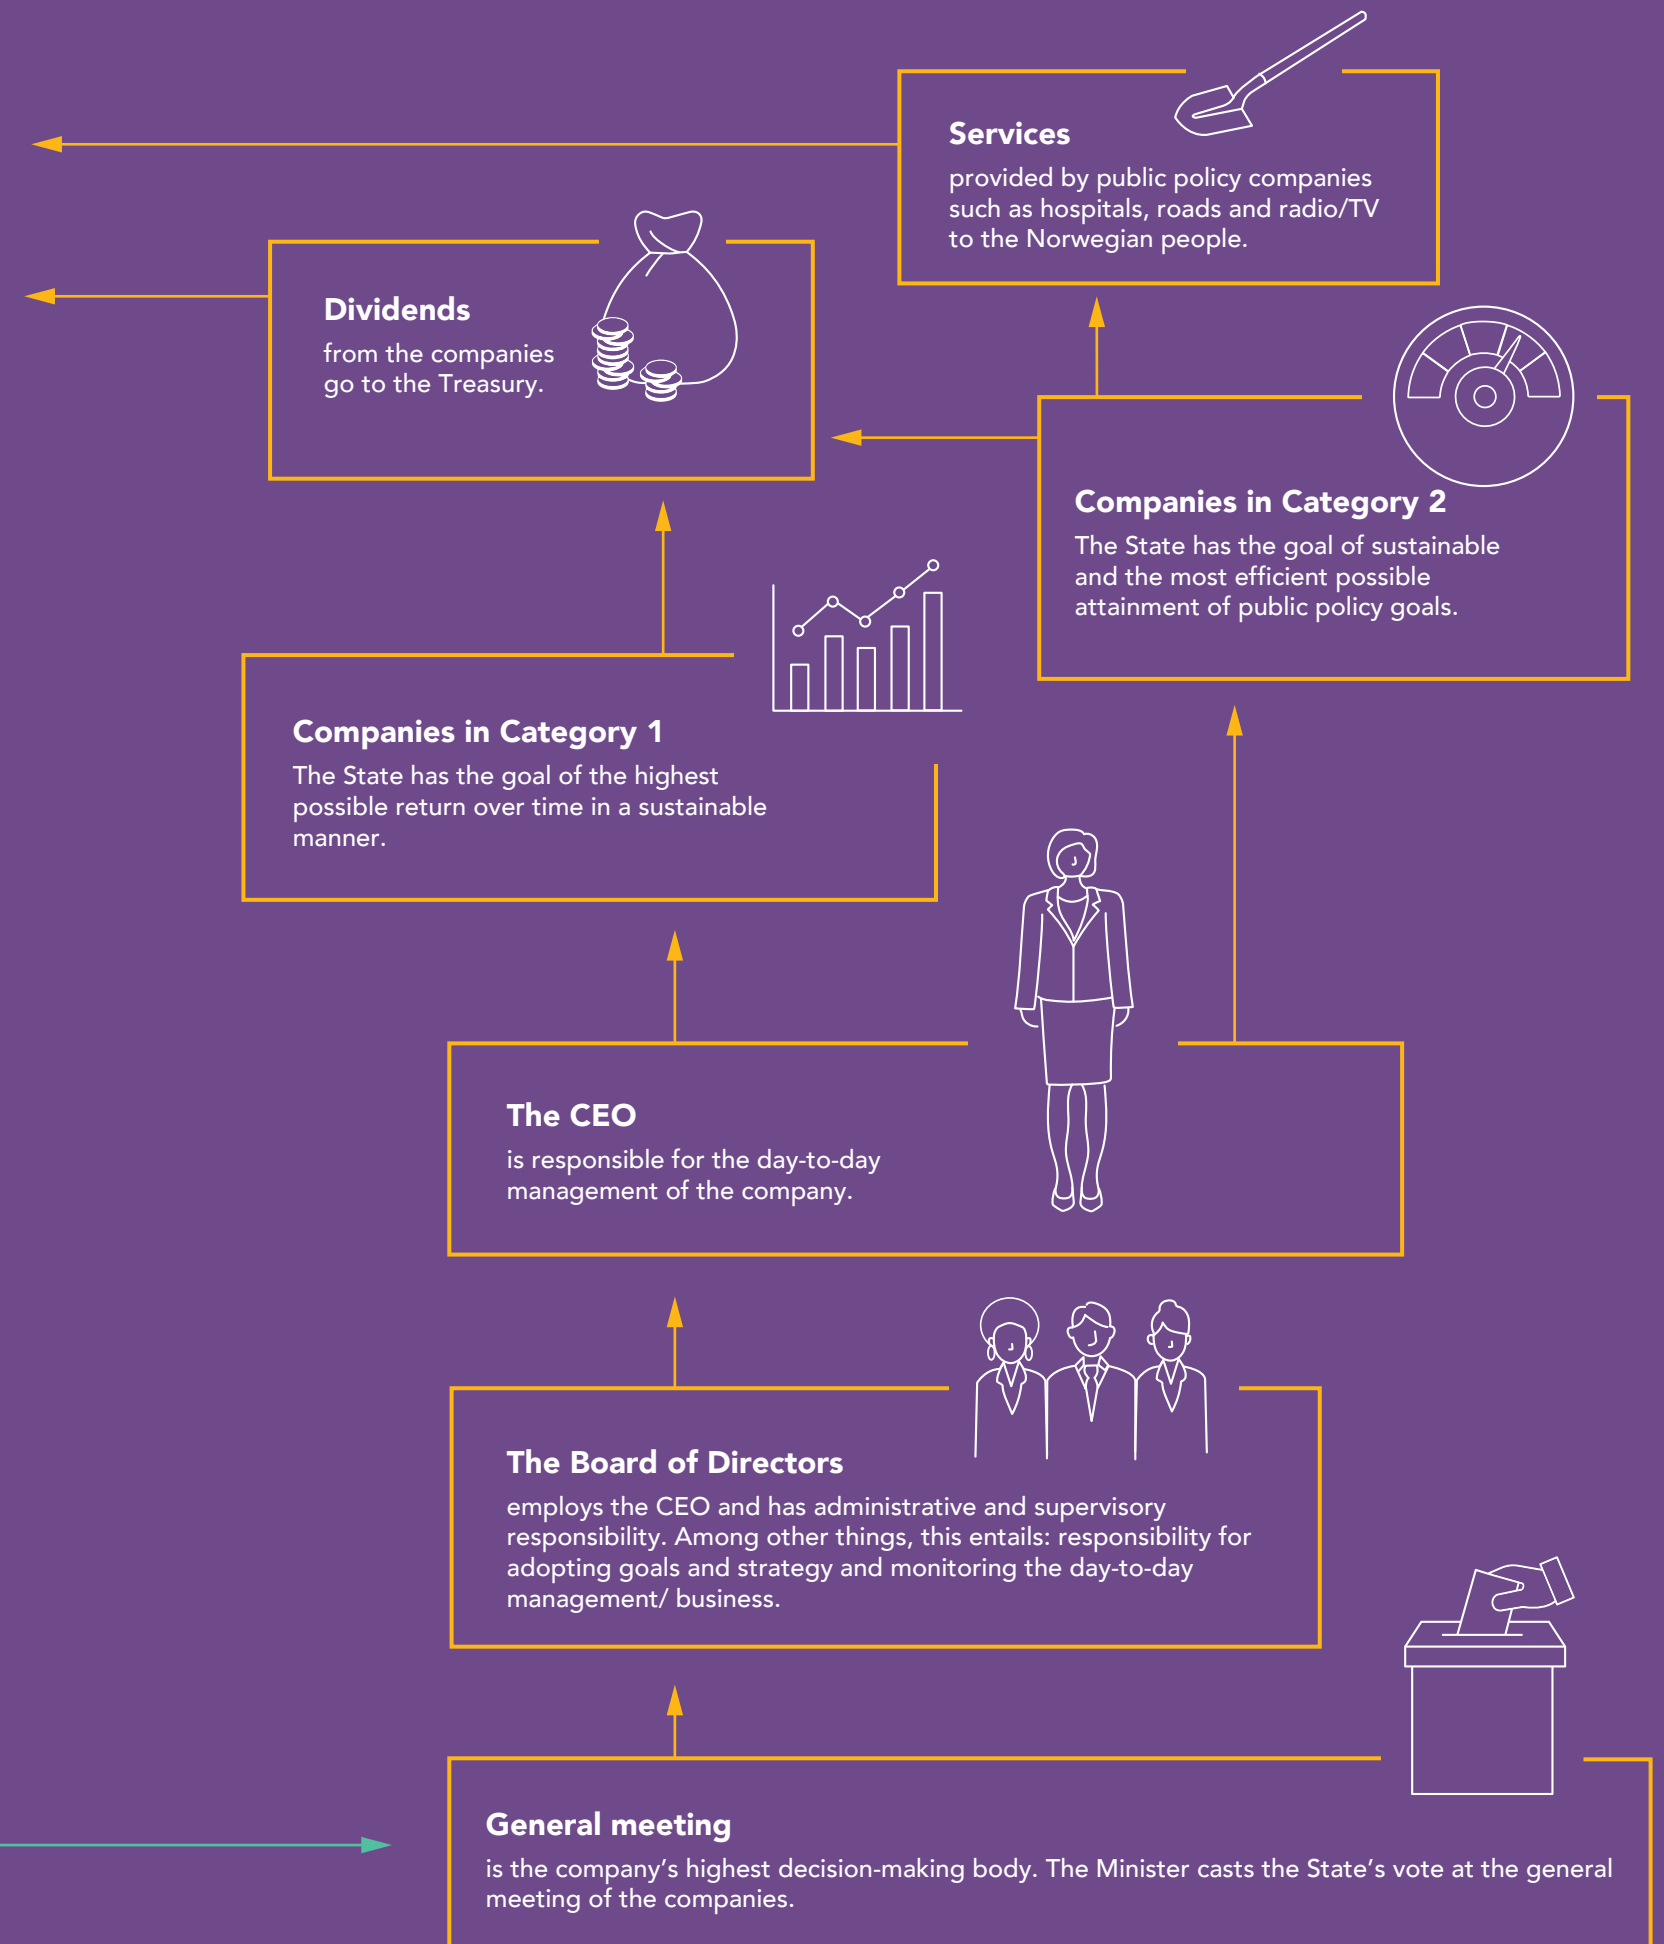 Services
provided by public policy companies
such as hospitals, roads and radio/TV
to the Norwegian people.
Dividends
from the companies
go to the Treasury.
Companies in Category 2
The State has the goal of sustainable
and the most efficient possible
attainment of public policy goals.
Companies in Category 1
The State has the goal of the highest
possible return over time in a sustainable
manner.
The CEO
is responsible for the day-to-day
management of the company.
The Board of Directors
employs the CEO and has administrative and supervisory
responsibility. Among other things, this entails: responsibility for
adopting goals and strategy and monitoring the day-to-day
management/ business.
General meeting
is the company’s highest decision-making body. The Minister casts the State’s vote at the general
meeting of the companies.